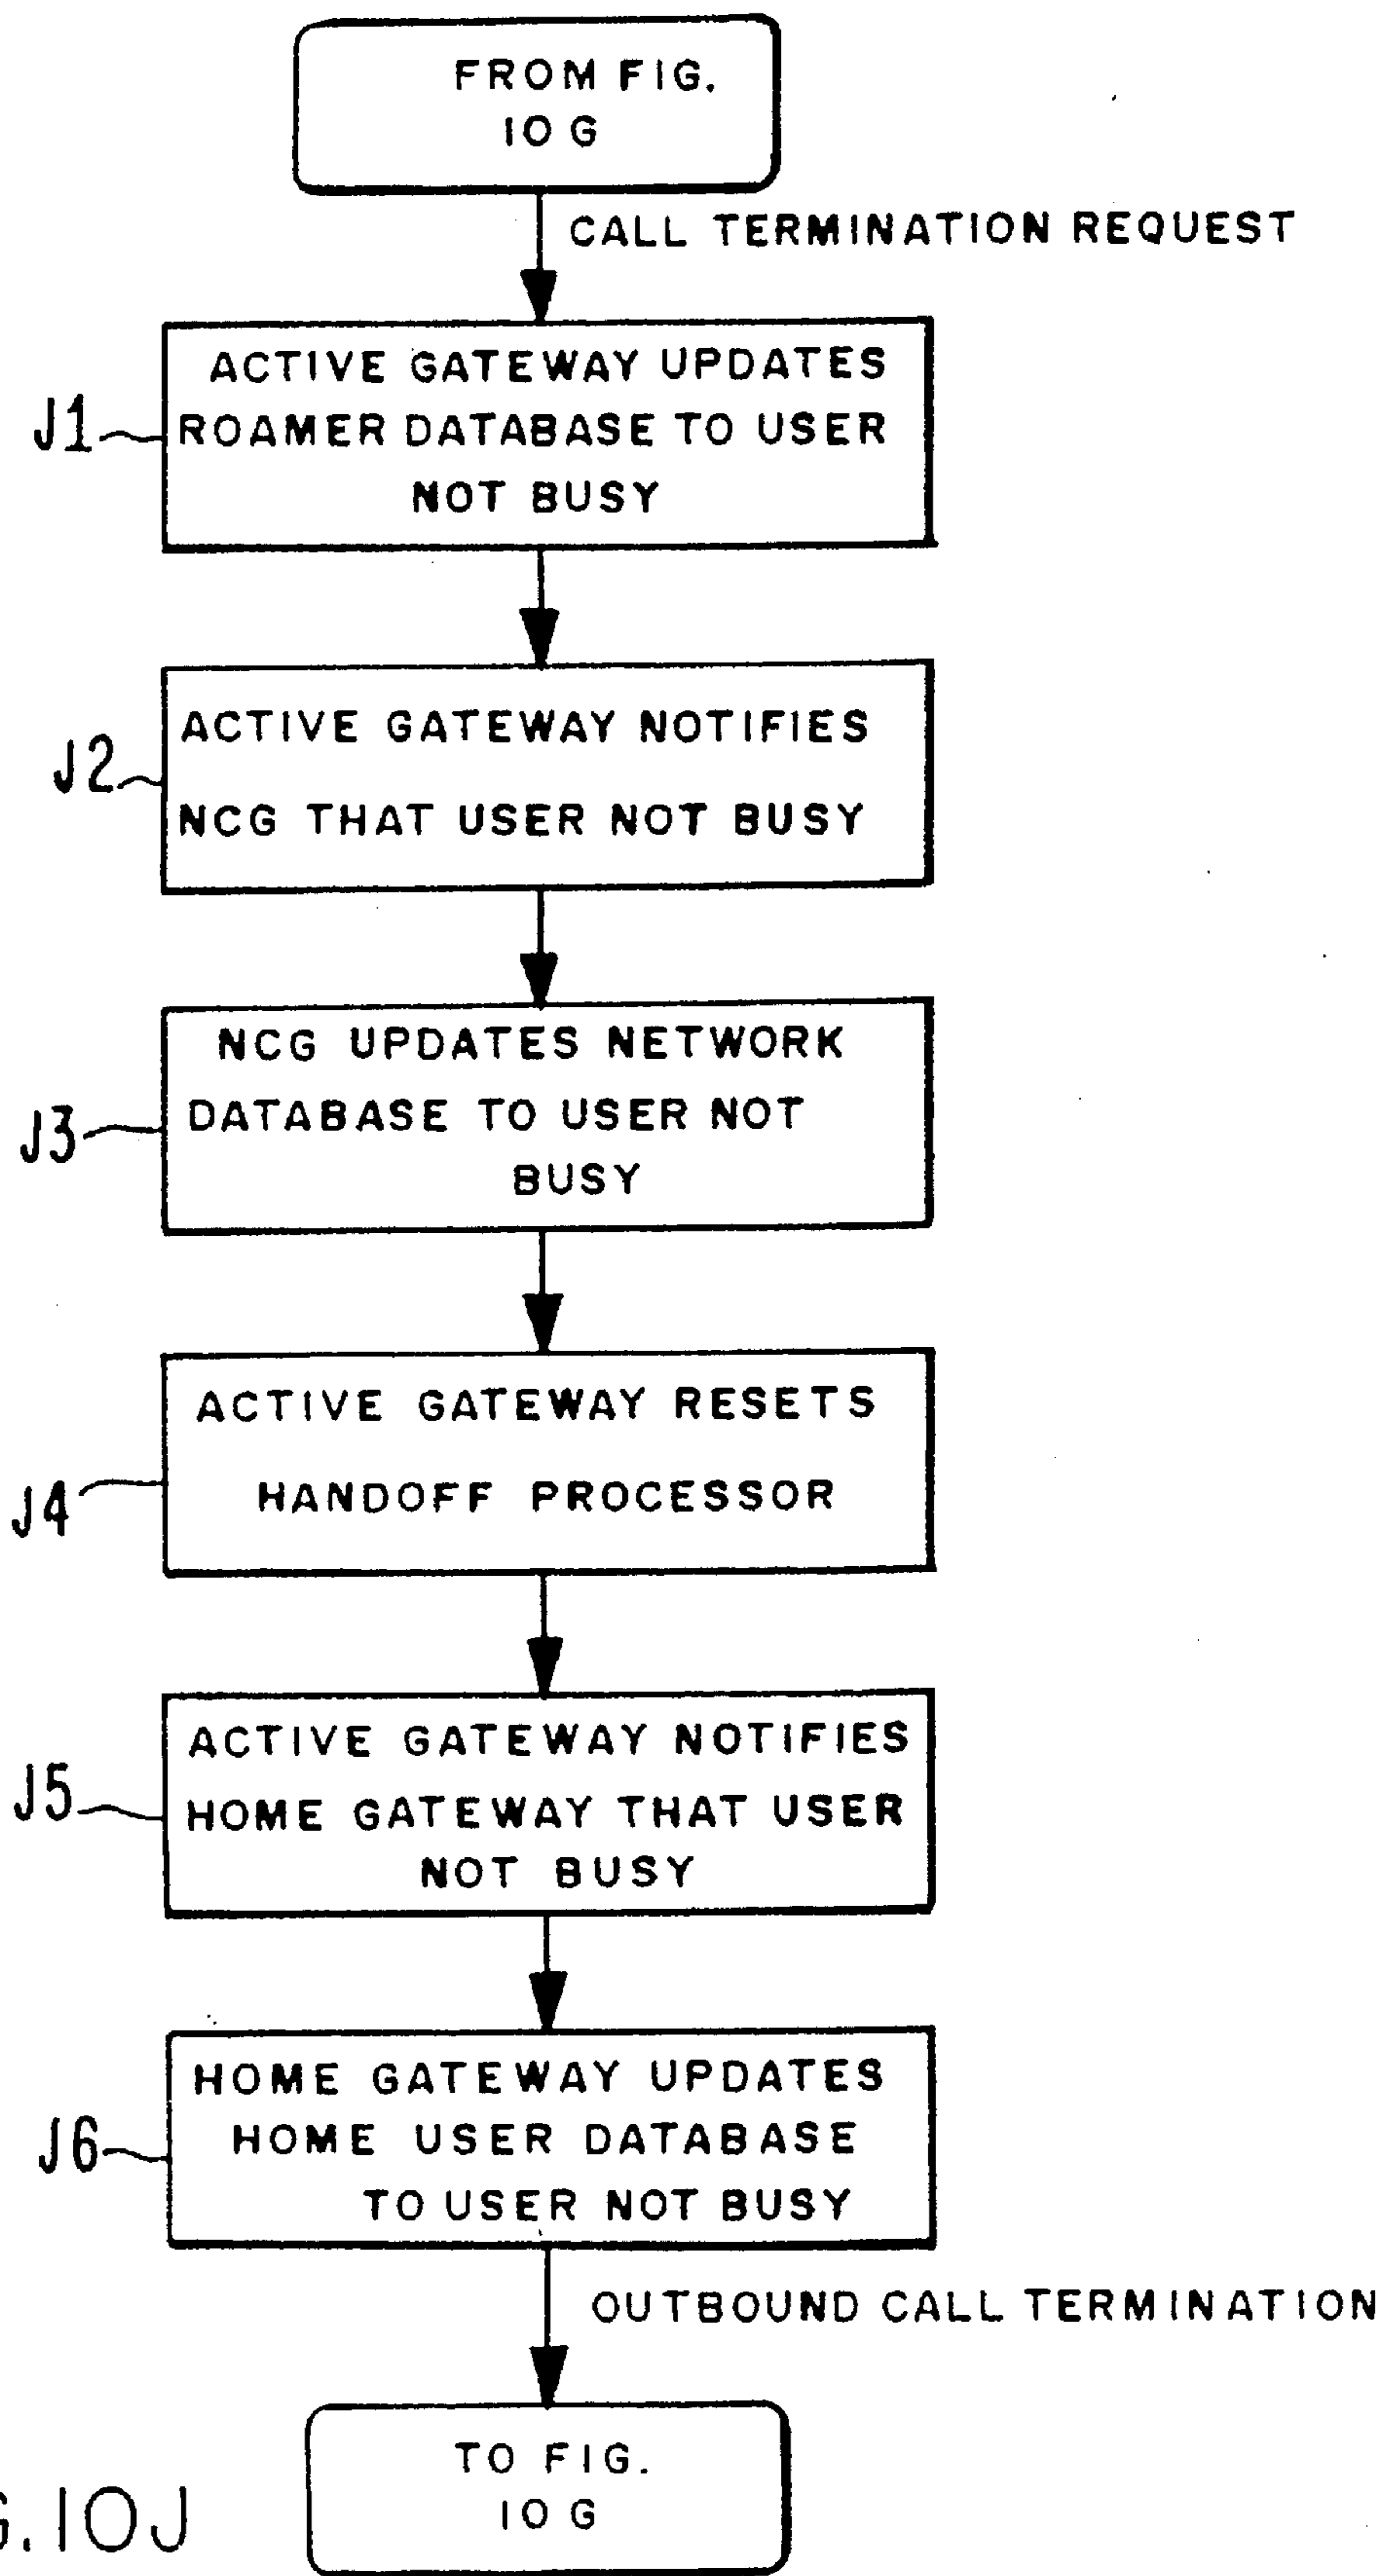 FROM FIG.
10 G
CALL TERMINATION REQUEST
ACTIVE GATEWAY UPDATES
J1 ROAMER DATABASE TO USER
NOT BUSY
ACTIVE GATEWAY NOTIFIES
J2
NCG THAT USER NOT BUSY
NCG UPDATES NETWORK
J3 DATABASE TO USER NOT
BUSY
ACTIVE GATEWAY RESETS
J4 HANDOFF PROCESSOR
ACTIVE GATEWAY NOTIFIES
J5 HOME GATEWAY THAT USER
NOT BUSY
HOME GATEWAY UPDATES
J6 HOME USER DATABASE
TO USER NOT BUSY
OUTBOUND CALL TERMINATION
TO FIG.
10 G
G. 10J